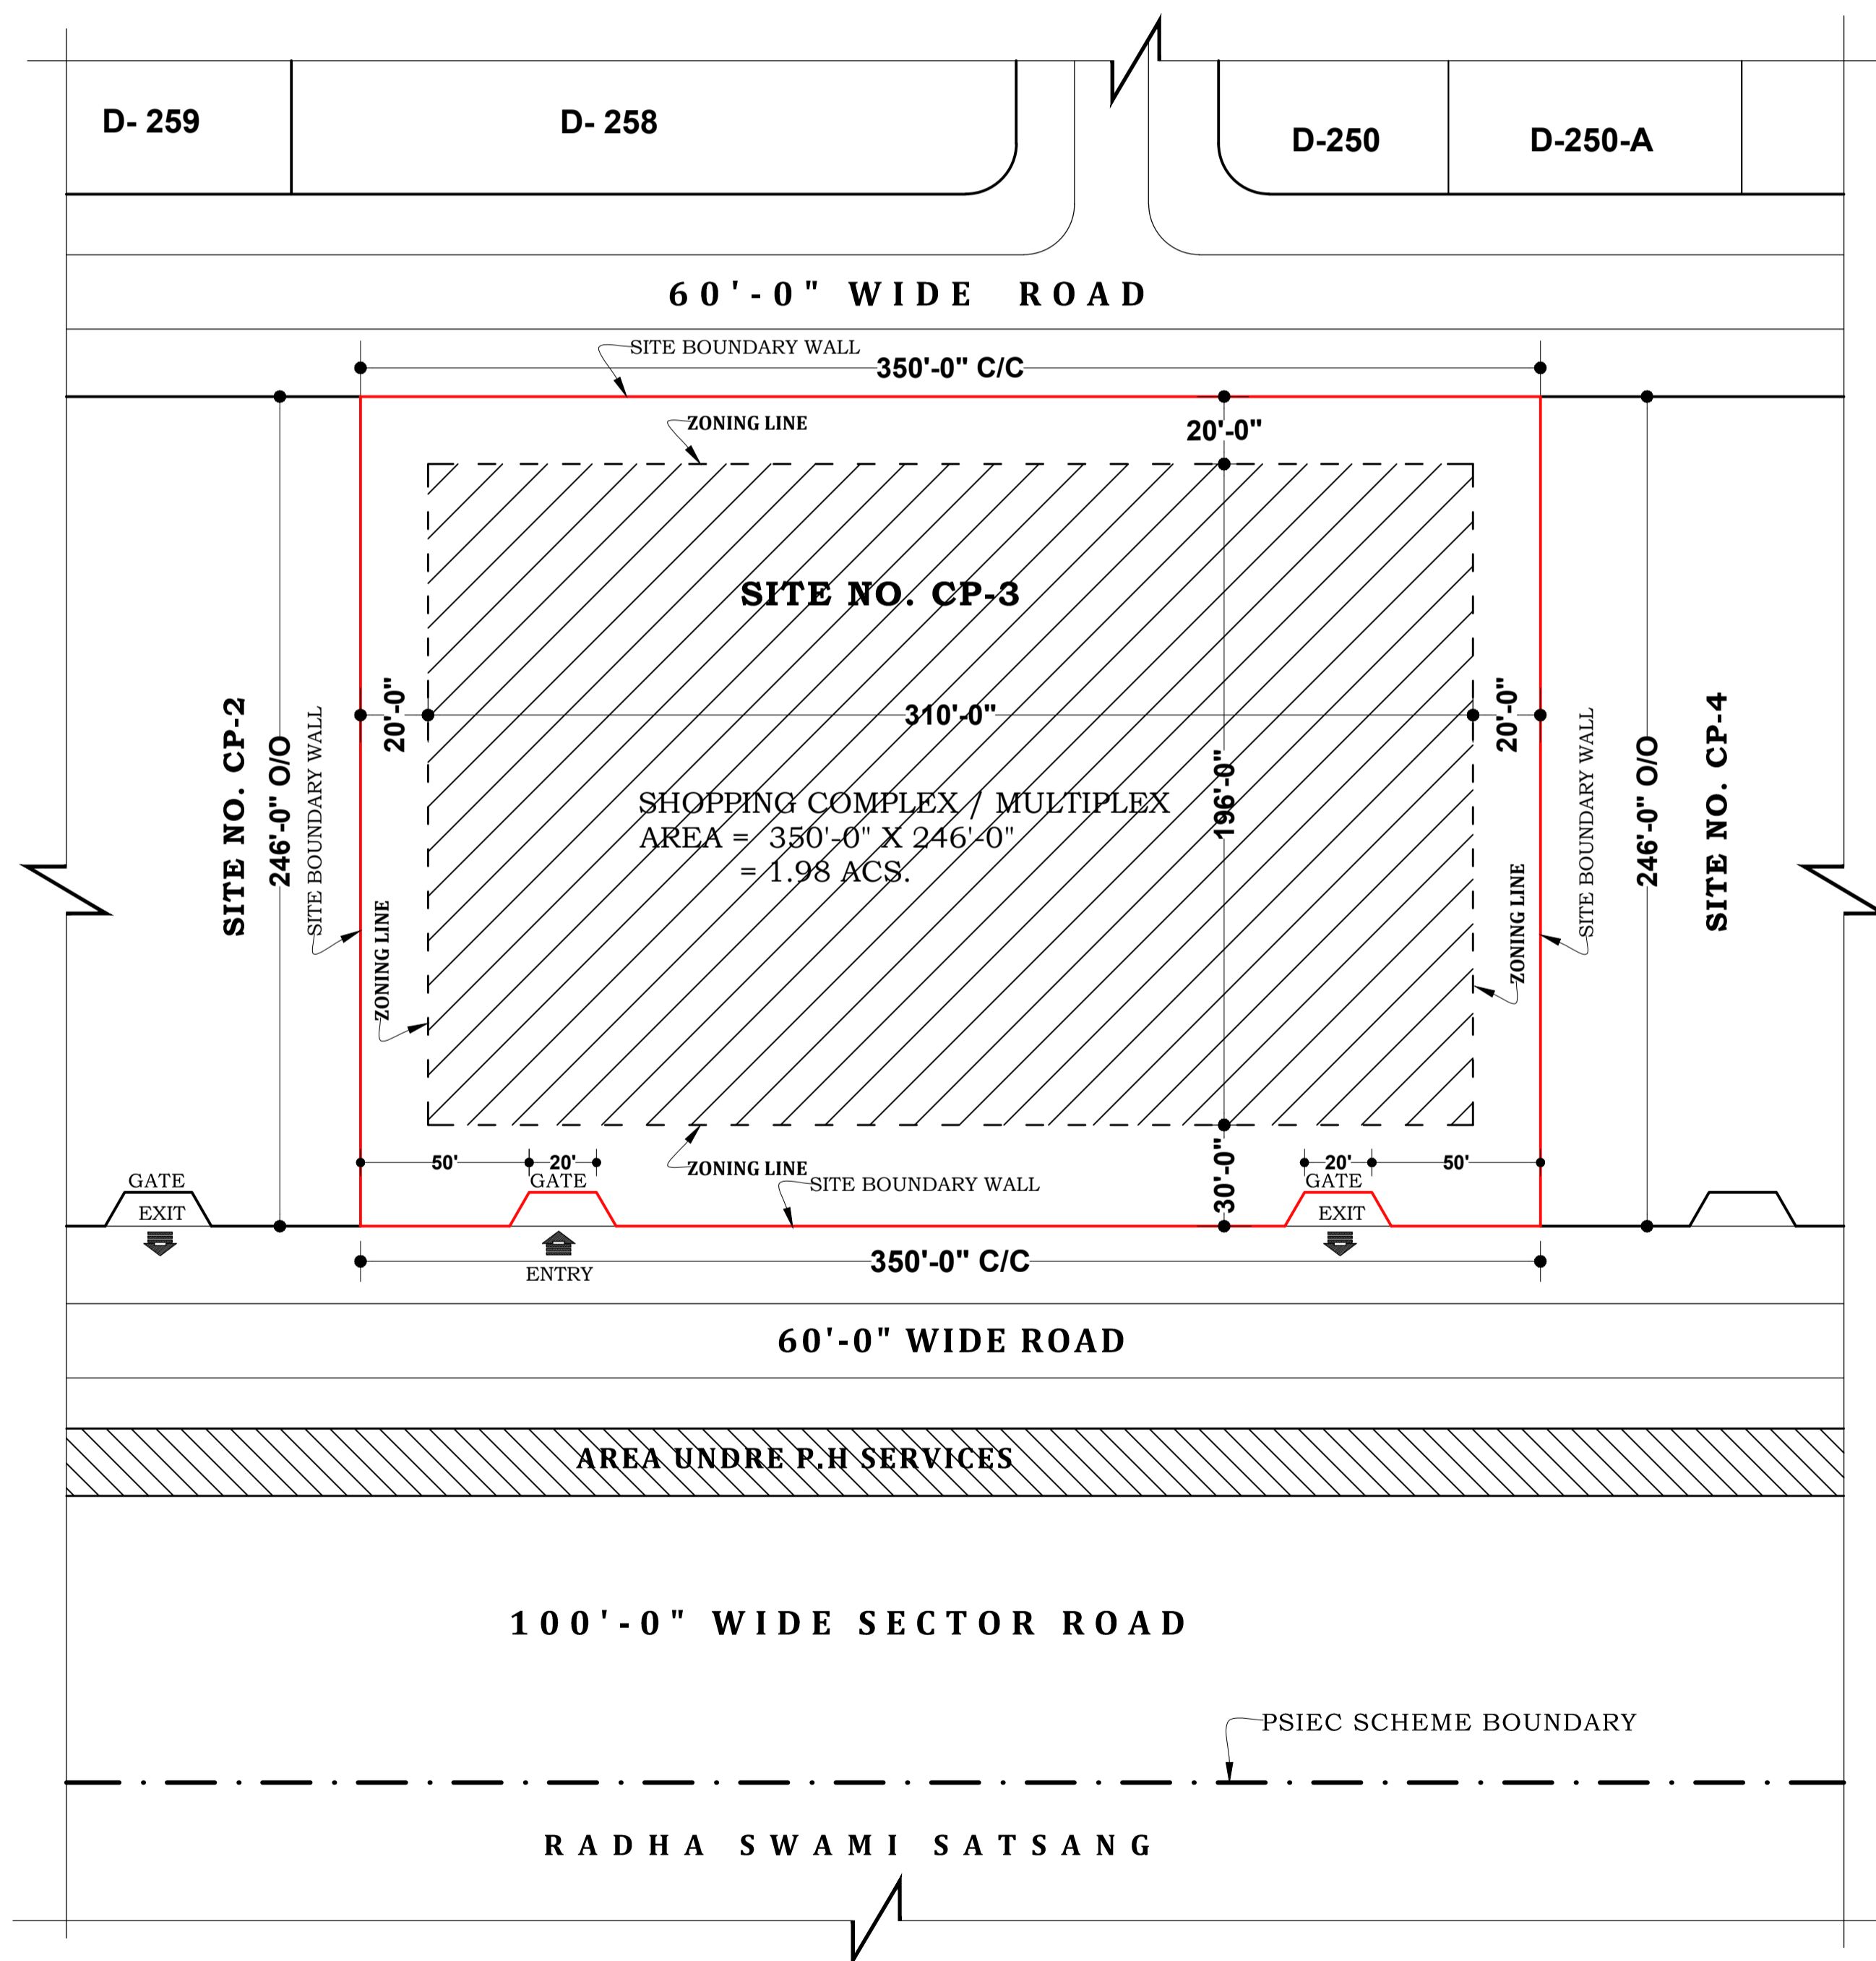 D- 259
D- 258
D-250
D-250-A
60'-0" WIDE ROAD
SITE BOUNDARY WALL
350'-0" C/C
ZONING LINE
20'-0"
SITE NO. CP-3
SITE NO. CP-2
246'-0" O/O
SITE BOUNDARY WALL
20'-0"
310'-0"
196'-0"
20'-0"
SITE BOUNDARY WALL
246'-0" O/O
SITE NO. CP-4
SHOPPING COMPLEX / MULTIPLEX
AREA = 350'-0" X 246'-0"
= 1.98 ACS.
ZONING LINE
ZONING LINE
50'
20'
ZONING LINE
30'-0"
20'
50'
GATE
GATE
SITE BOUNDARY WALL
GATE
EXIT
EXIT
ENTRY
350'-0" C/C
60'-0" WIDE ROAD
AREA UNDRE P.H SERVICES
100'-0" WIDE SECTOR ROAD
PSIEC SCHEME BOUNDARY
RADHA SWAMI SATSANG